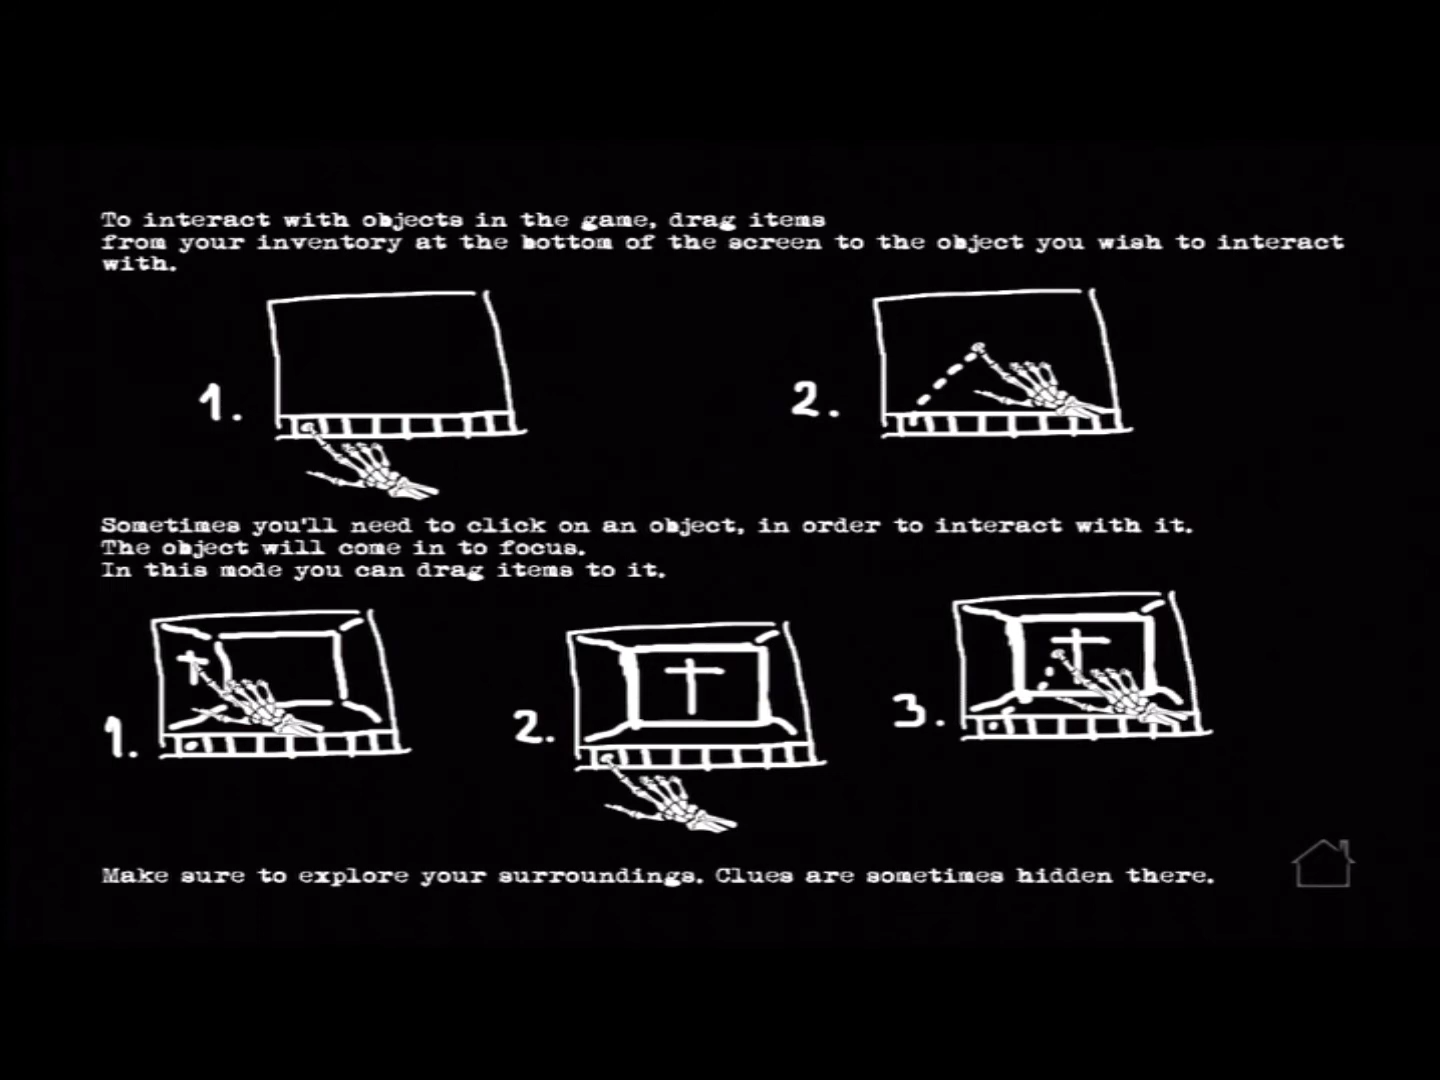 To interact with objects in the game, drag items
from your inventory at the bottom of the screen to the object you wish to interact
with.
1.
2.
Sometimes you'll need to click on an object, in order to interact with it.
The object will come in to focus.
In this mode you can drag items to it.
1.
2.
3.
Make sure to explore your surroundings. Clues are sometimes hidden there.